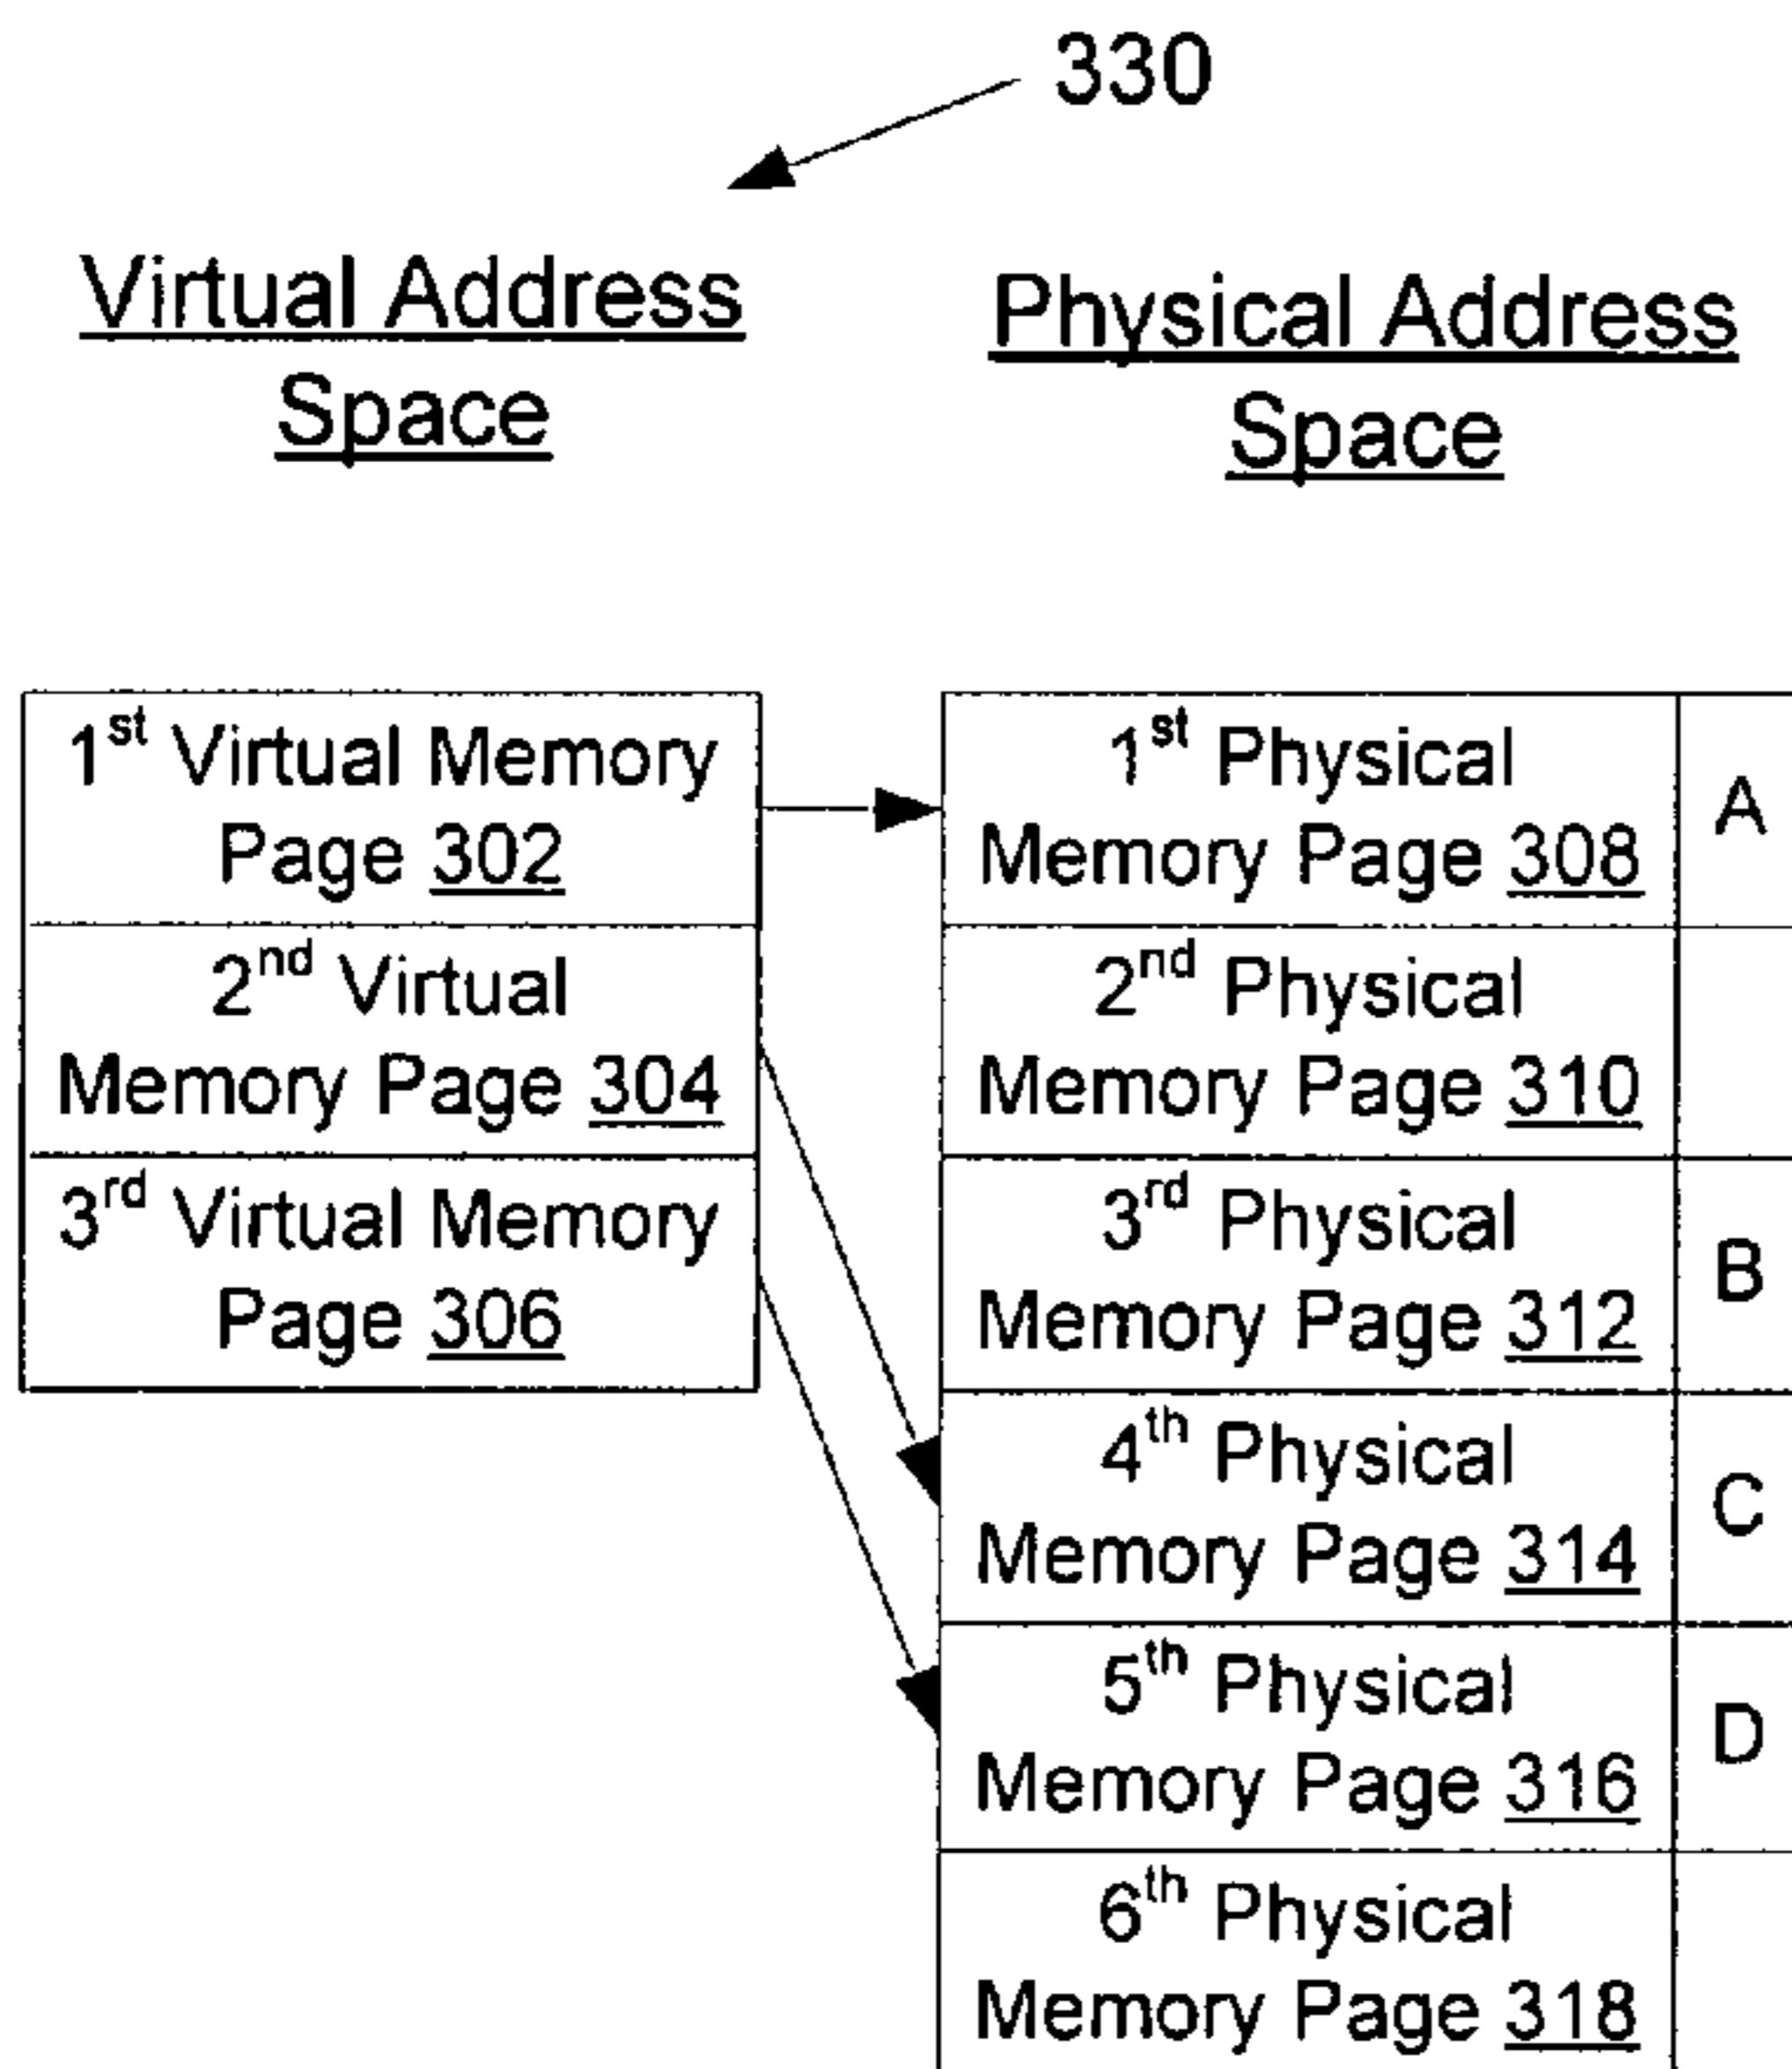 330
Virtual Address
Space
Physical Address
Space
1st Virtual Memory
Page 302
2nd Virtual
Memory Page 304
3rd Virtual Memory
Page 306
1st Physical
Memory Page 308
A
2nd Physical
Memory Page 310
3rd Physical
Memory Page 312
B
4th Physical
Memory Page 314
C
5th Physical
Memory Page 316
D
6th Physical
Memory Page 318